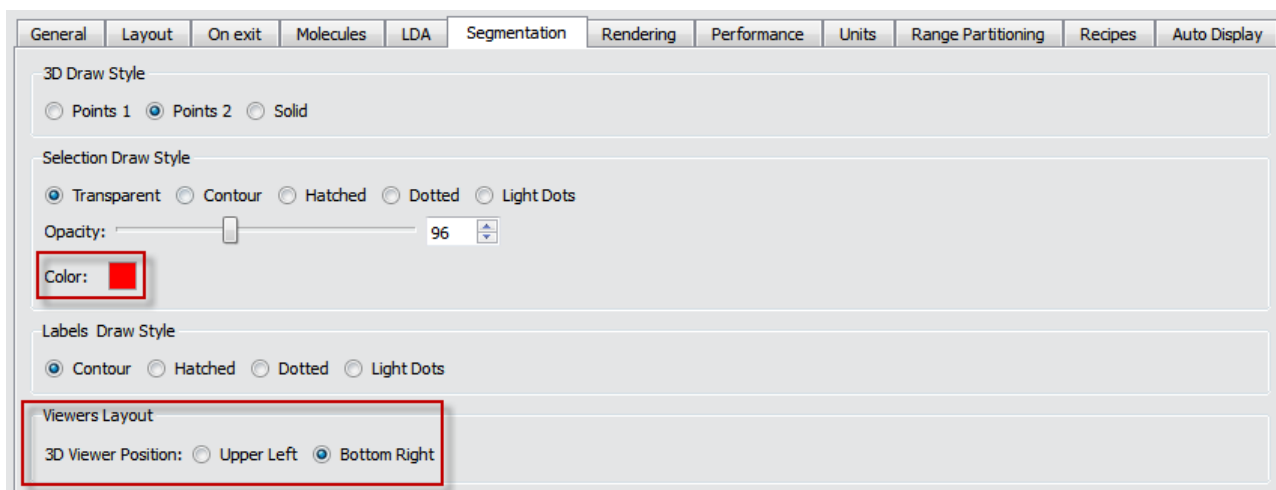 General Layout On exit Molecules LDA Segmentation Rendering Performance Units Range Partitioning Recipes Auto Display
3D Draw Style
Points 1 Points 2 Solid
Selection Draw Style
Transparent Contour Hatched Dotted Light Dots
Opacity: 96
Color:
Labels Draw Style
Contour Hatched Dotted Light Dots
Viewers Layout
3D Viewer Position: Upper Left Bottom Right